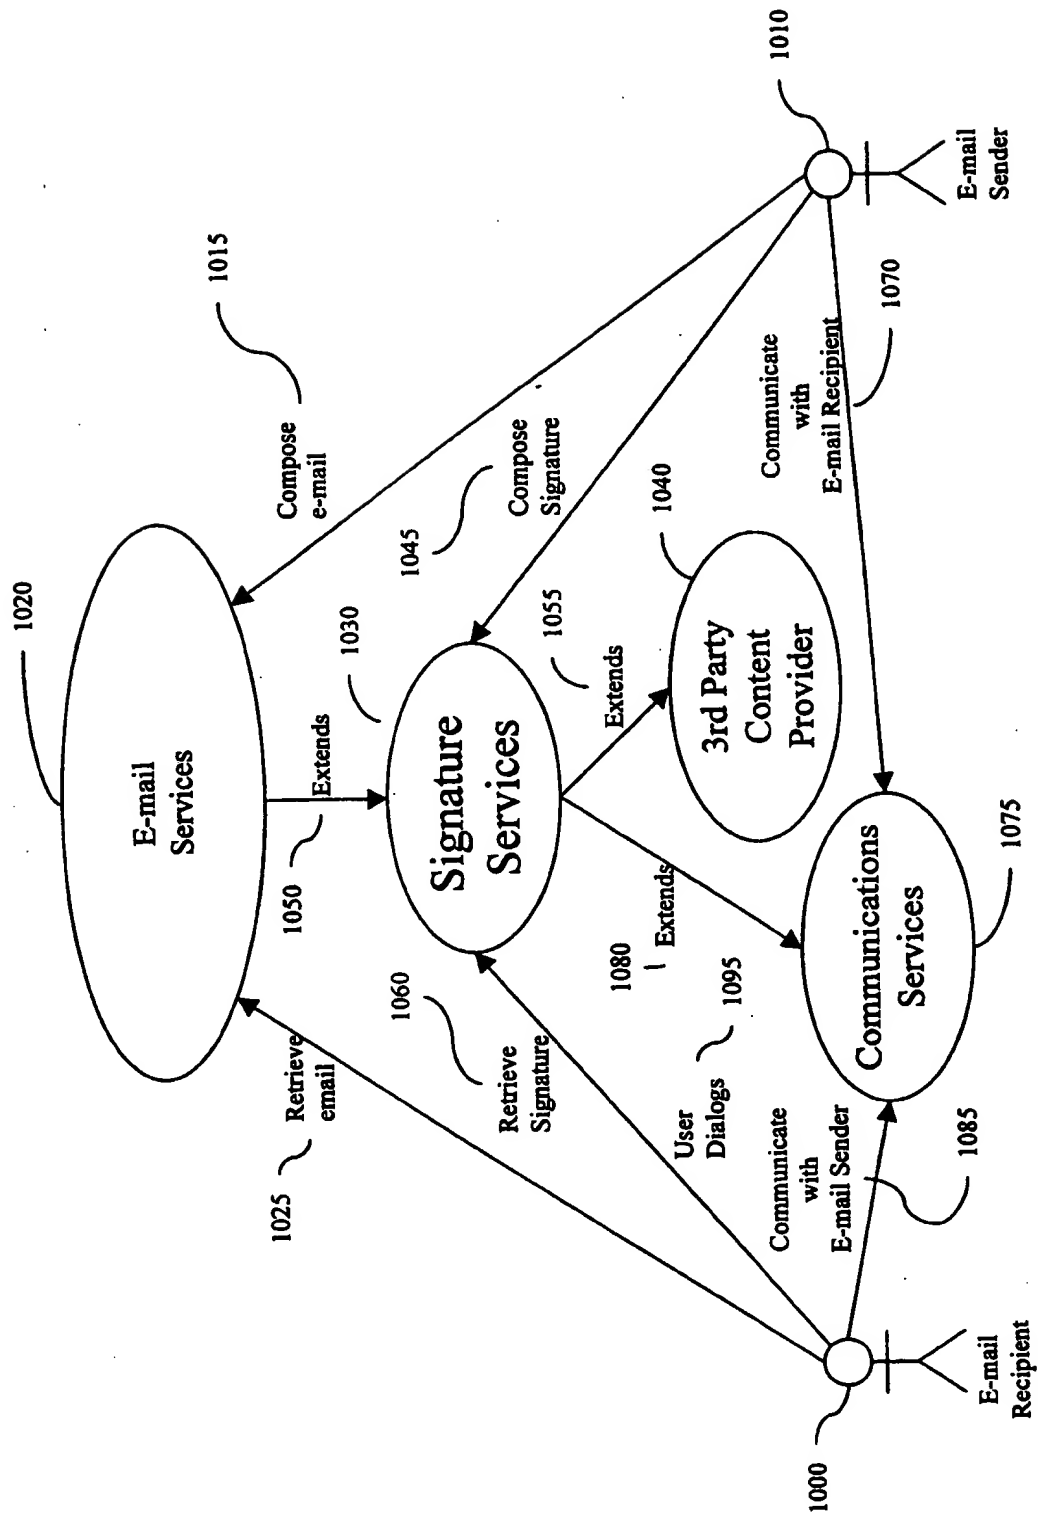 1020
E-mail
Services
1015
Compose
e-mail
1050
Extends
1025
Retrieve
email
1030
Signature
Services
1045
Compose
Signature
1060
Retrieve
Signature
1055
Extends
1080
Extends
1040
3rd Party
Content
Provider
1095
User
Dialogs
Communicate
with
E-mail Sender
1085
Communicate
with
E-mail Recipient
1070
Communications
Services
1075
1000
E-mail
Recipient
1010
E-mail
Sender